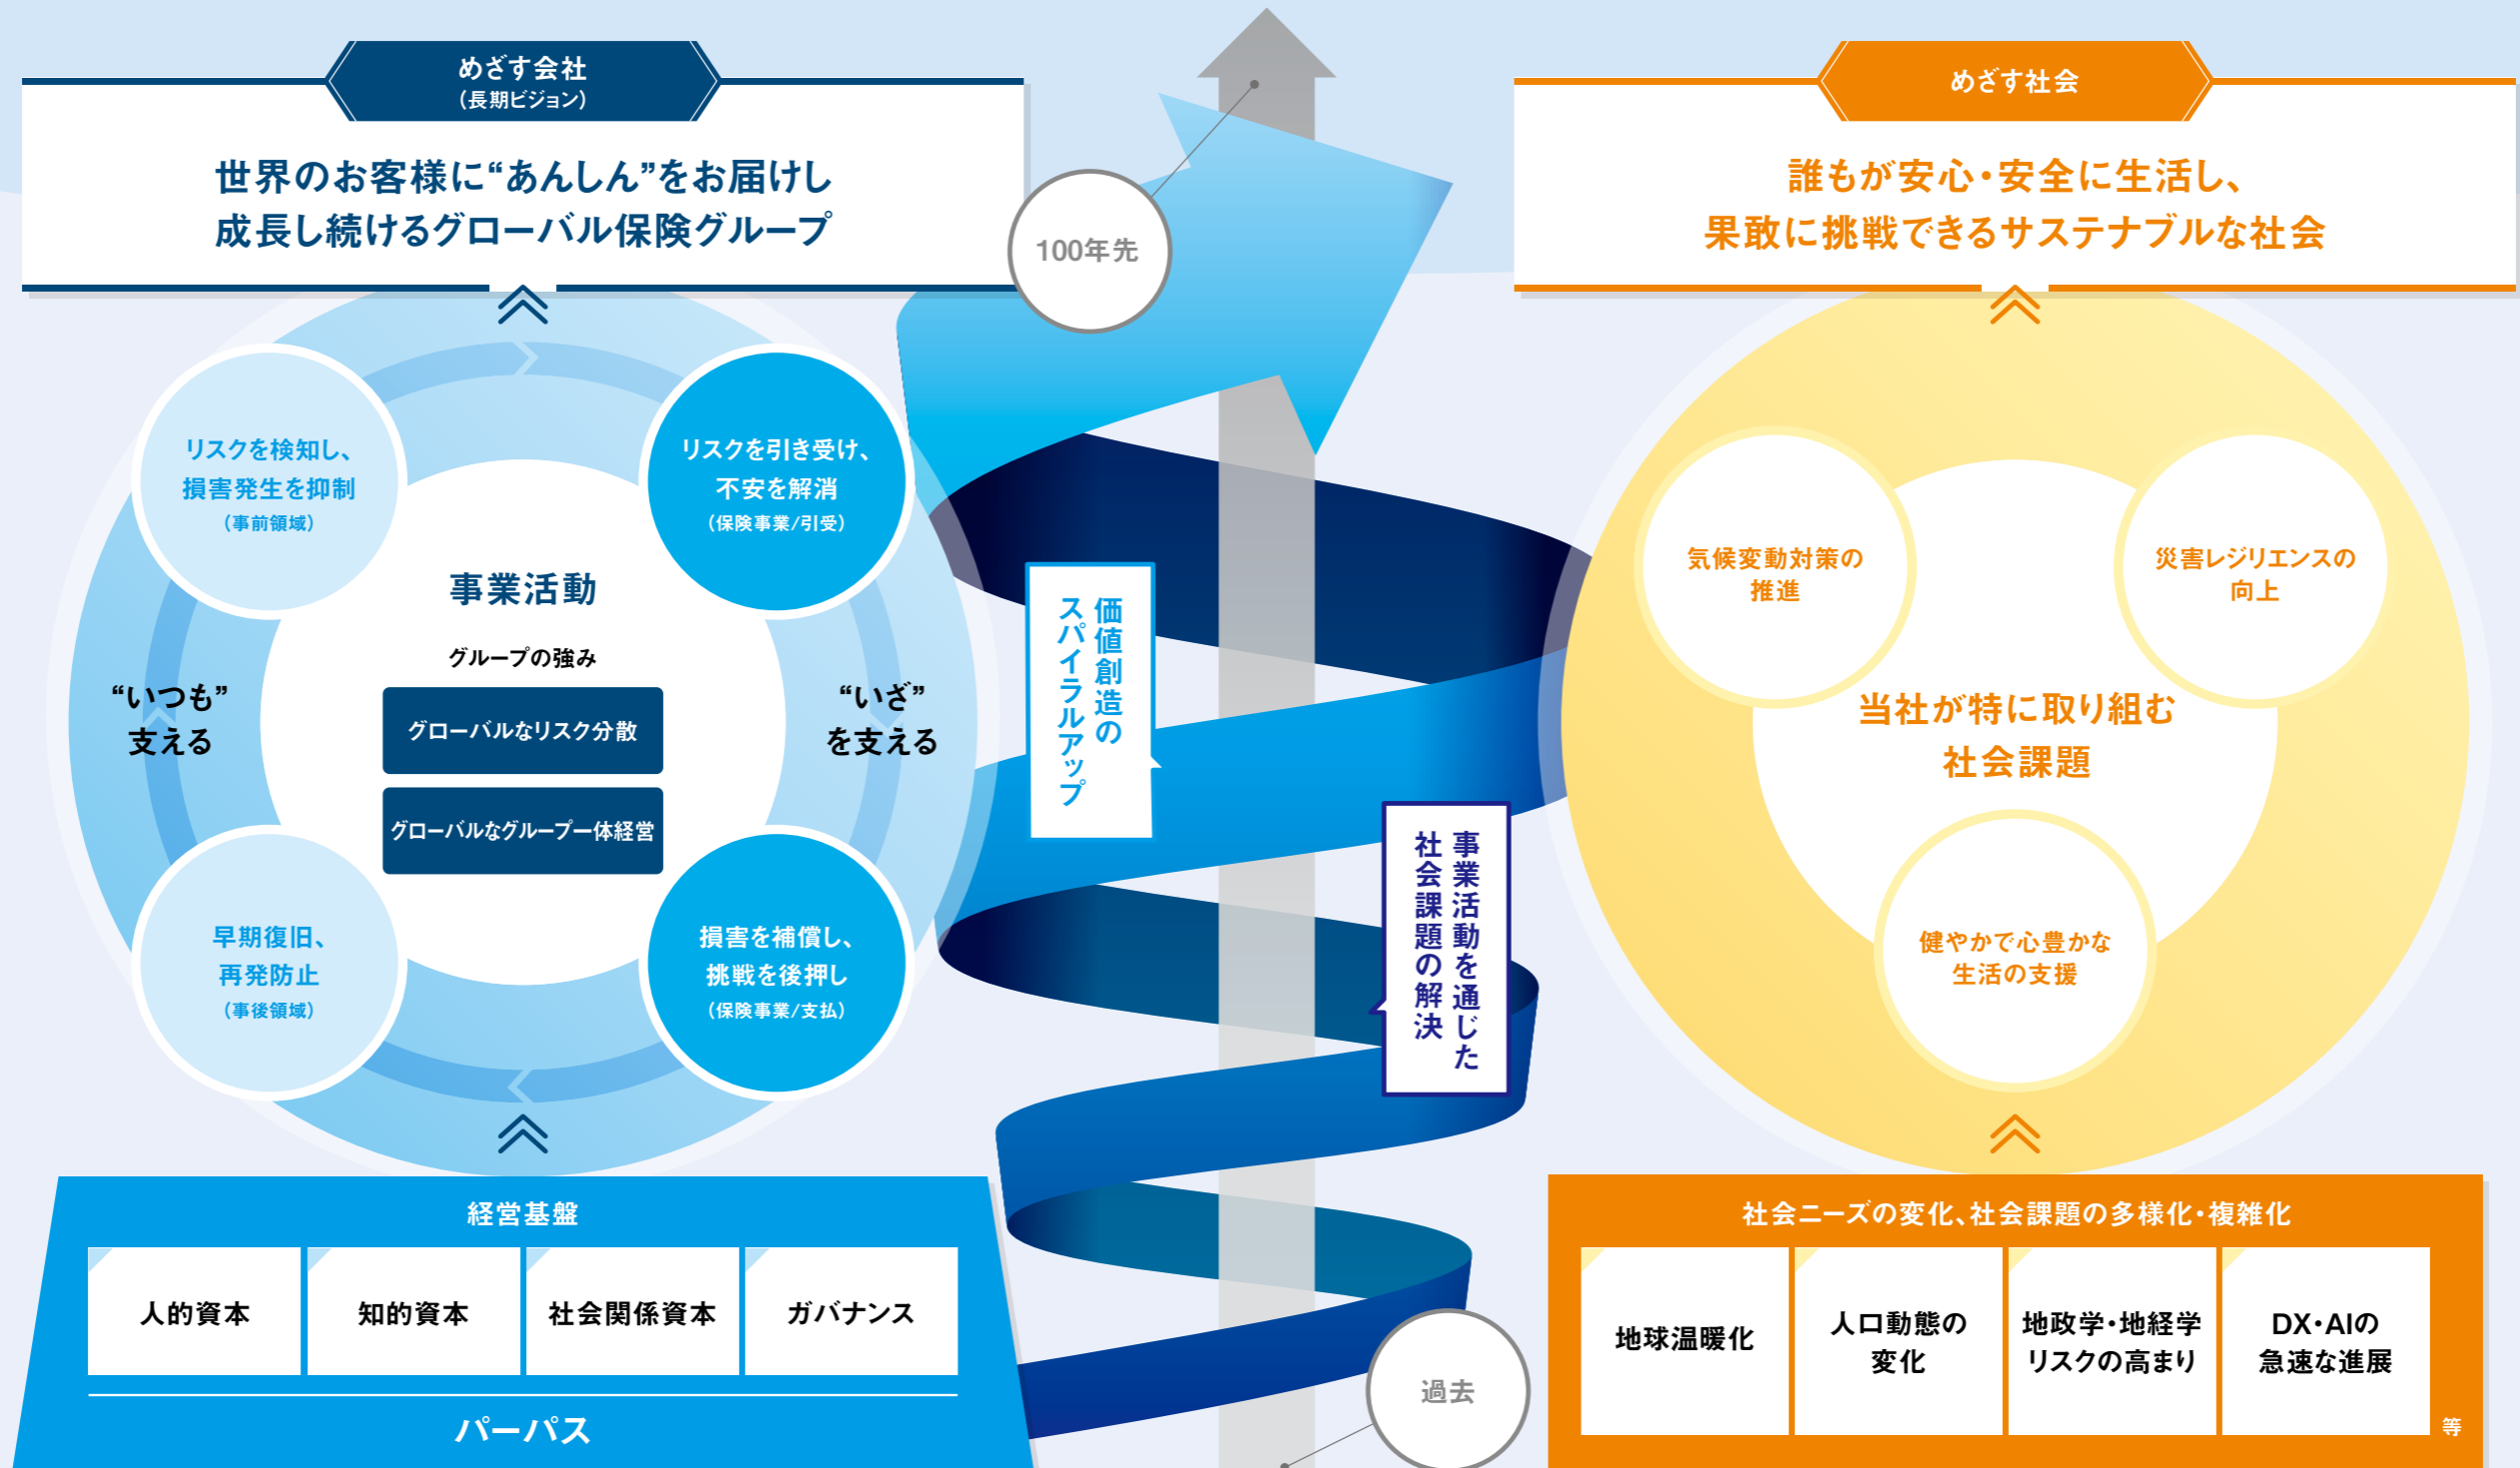 めざす会社
(長期ビジョン)
世界のお客様に“あんしん”をお届けし
成長し続けるグローバル保険グループ
リスクを検知し、
損害発生を抑制
(事前領域)
リスクを引き受け、
不安を解消
(保険事業/引受)
事業活動
グループの強み
グローバルなリスク分散
グローバルなグループ一体経営
“いつも”
支える
“いざ”
を支える
早期復旧、
再発防止
(事後領域)
損害を補償し、
挑戦を後押し
(保険事業/支払)
経営基盤
人的資本
知的資本
社会関係資本
ガバナンス
パーパス
100年先
価値創造の
スパイラルアップ
事業活動を通じた
社会課題の解決
過去
めざす社会
誰もが安心・安全に生活し、
果敢に挑戦できるサステナブルな社会
気候変動対策の
推進
災害レジリエンスの
向上
当社が特に取り組む
社会課題
健やかで心豊かな
生活の支援
社会ニーズの変化、社会課題の多様化・複雑化
地球温暖化
人口動態の
変化
地政学・地経学
リスクの高まり
DX・AIの
急速な進展
等